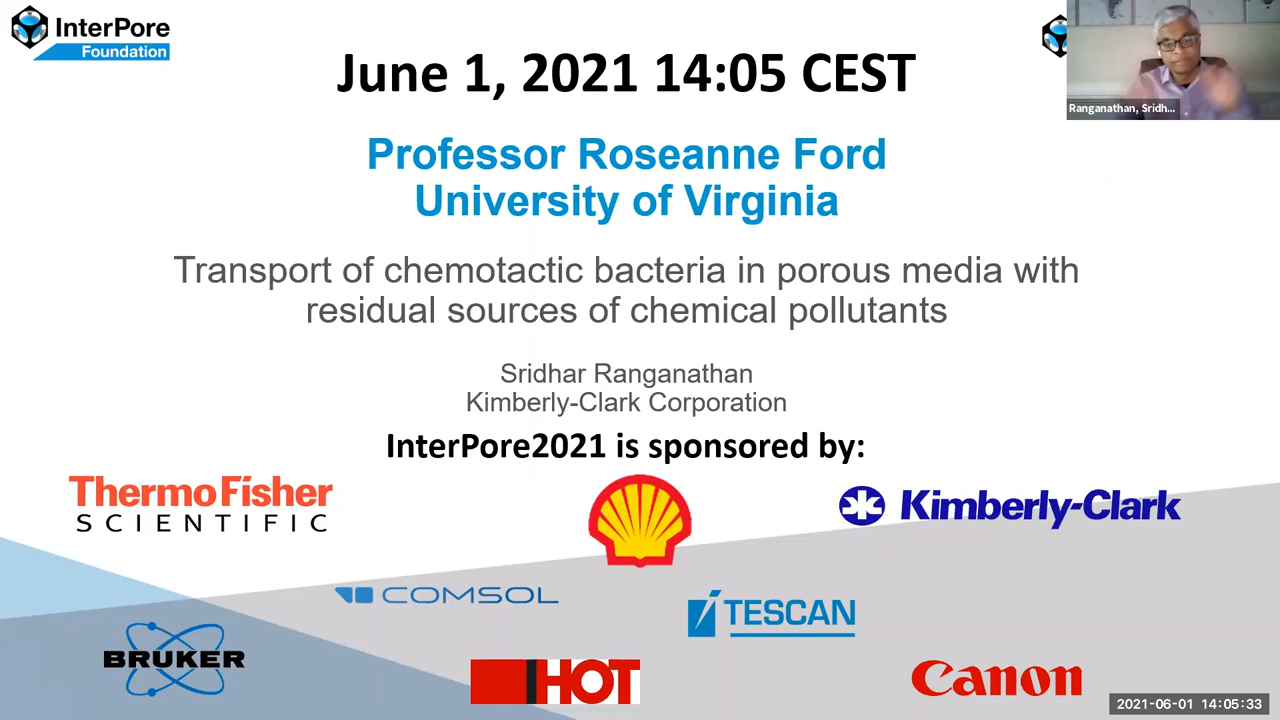 InterPore
Foundation
June 1, 2021 14:05 CEST
Ranganathan, Sridh...
Professor Roseanne Ford
University of Virginia
Transport of chemotactic bacteria in porous media with
residual sources of chemical pollutants
Sridhar Ranganathan
Kimberly-Clark Corporation
InterPore2021 is sponsored by:
ThermoFisher
SCIENTIFIC
Kimberly-Clark
COMSOL
TESCAN
BRUKER
HOT
Canon
2021-06-01 14:05:33